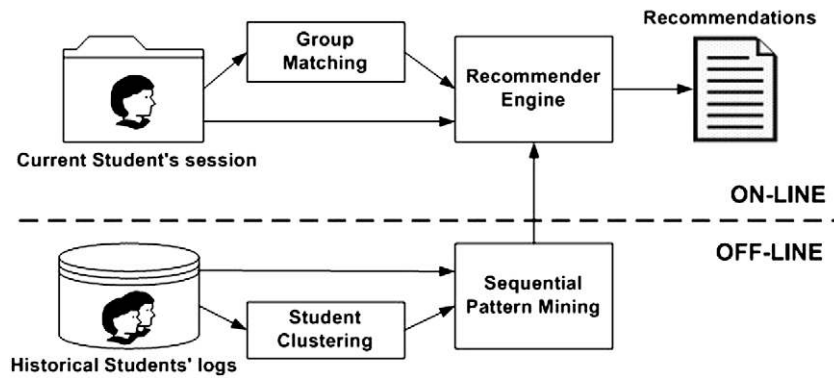 Recommendations
Group
Matching
Recommender
Engine
Current Student's session
ON-LINE
OFF-LINE
Sequential
Pattern Mining
Student
Clustering
Historical Students' logs